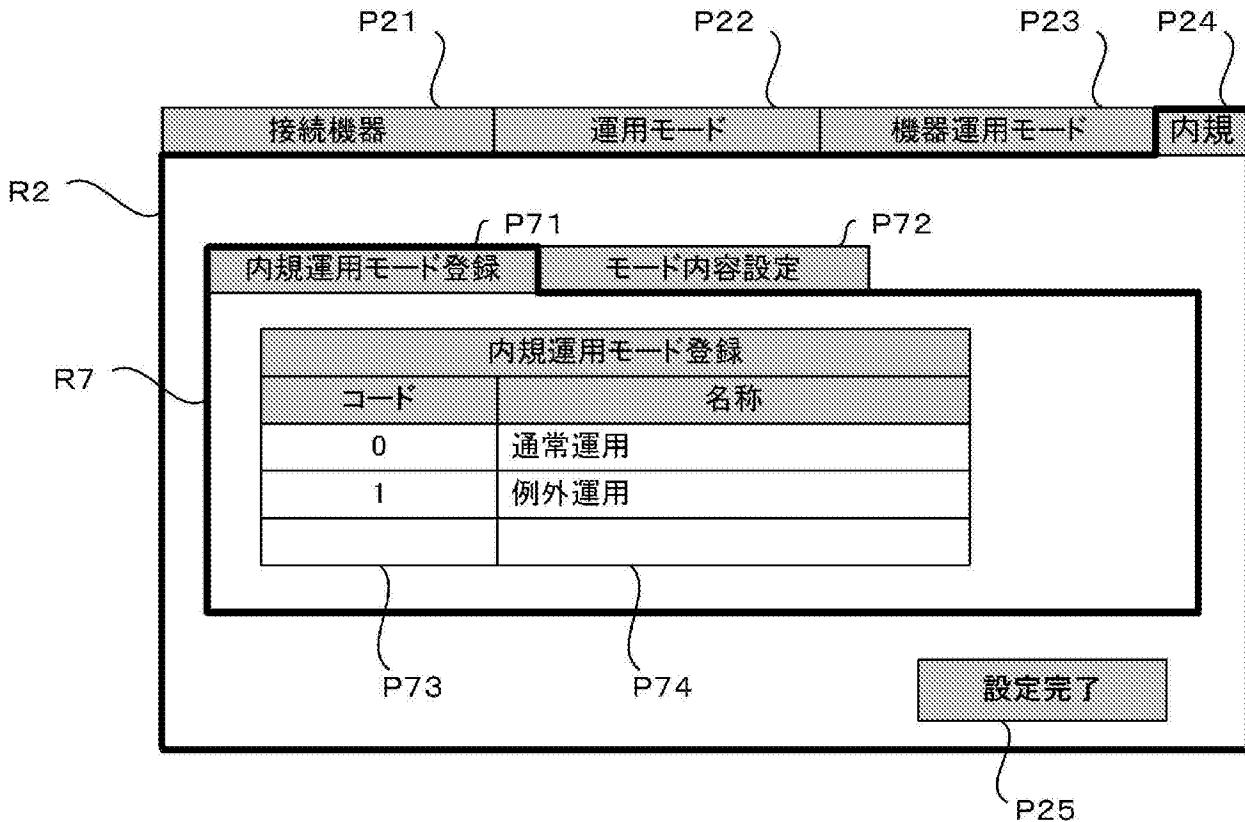 P21 P22 P23 P24
接続機器 運用モード 機器運用モード 内規
R2
P71 P72
内規運用モード登録 モード内容設定
内規運用モード登録
R7
コード 名称
0 通常運用
1 例外運用
P73 P74
設定完了
P25